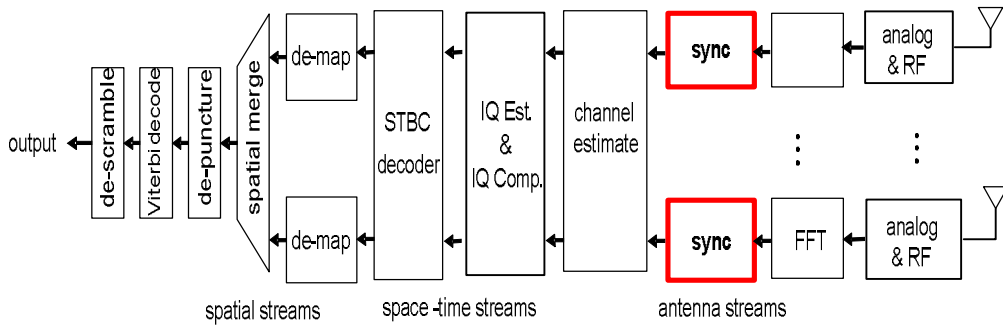 output
de-scramble
Viterbi decode
de-puncture
spatial merge
de-map
de-map
STBC
decoder
IQ Est.
&
IQ Comp.
channel
estimate
sync
sync
FFT
analog
& RF
analog
& RF
spatial streams
space -time streams
antenna streams